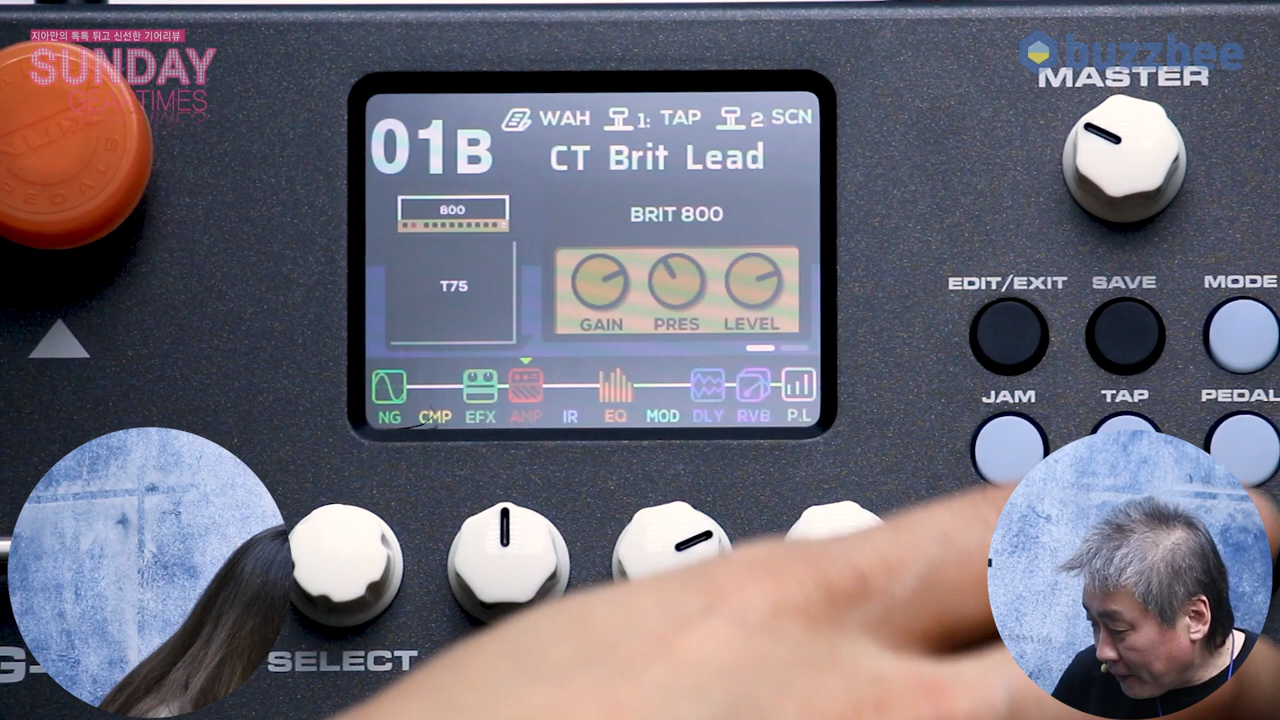 지아만의 톡톡 튀고 신선한 기어리뷰
SUNDAY
GEARTIMES
buzzbee
MASTER
WAH 1: TAP 2: SCN
01B
CT Brit Lead
800
BRIT 800
T75
GAIN PRES LEVEL
NG CMP EFX AMP IR EQ MOD DLY RVB P.L
EDIT/EXIT SAVE MODE
JAM TAP PEDAL
PEDALS
G-
SELECT